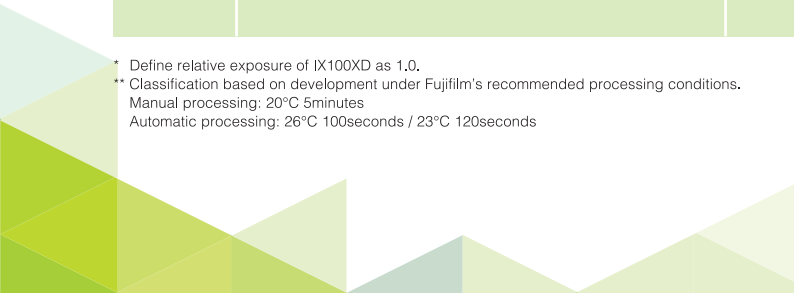 * Define relative exposure of IX100XD as 1.0.
** Classification based on development under Fujifilm's recommended processing conditions.
Manual processing: 20°C 5minutes
Automatic processing: 26°C 100seconds / 23°C 120seconds